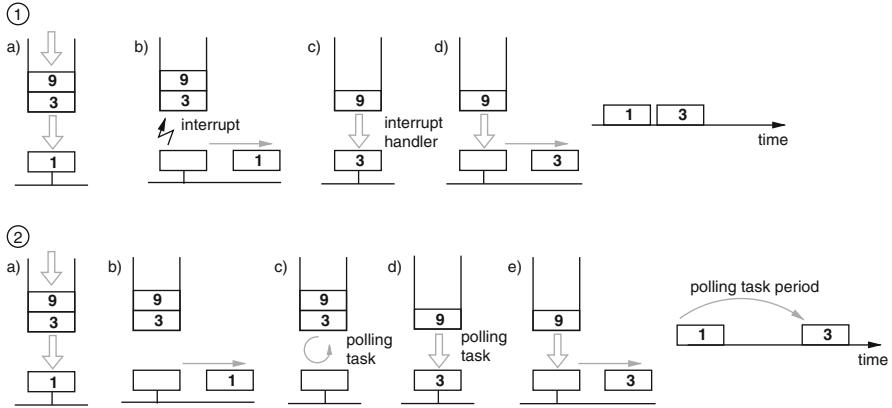 1
a) b) c) d)
9 9
3 3 9 9
1 interrupt interrupt handler 1 3
1 3 3 time
2
a) b) c) d) e)
9 9 9 polling task period
3 3 3 9 9
polling task polling task 1 3
1 1 3 3 time